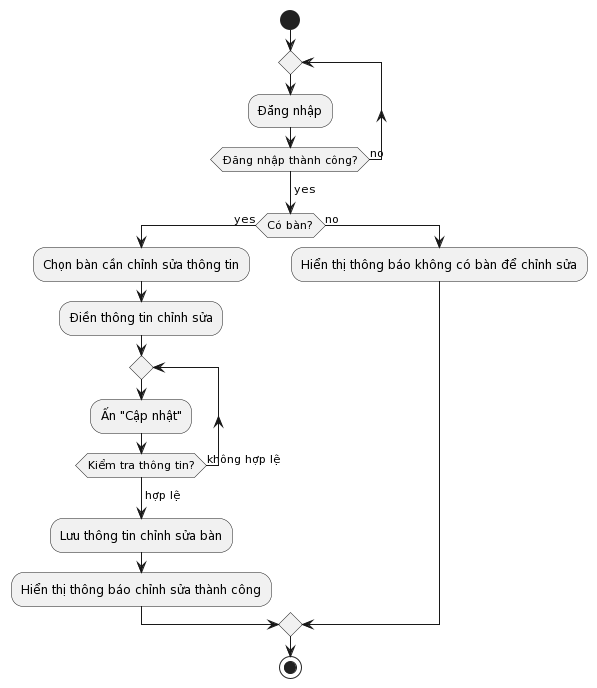 Đăng nhập
Đăng nhập thành công?
no
yes
yes
Có bàn?
no
Chọn bàn cần chỉnh sửa thông tin
Hiển thị thông báo không có bàn để chỉnh sửa
Điền thông tin chỉnh sửa
Ấn "Cập nhật"
Kiểm tra thông tin?
không hợp lệ
hợp lệ
Lưu thông tin chỉnh sửa bàn
Hiển thị thông báo chỉnh sửa thành công